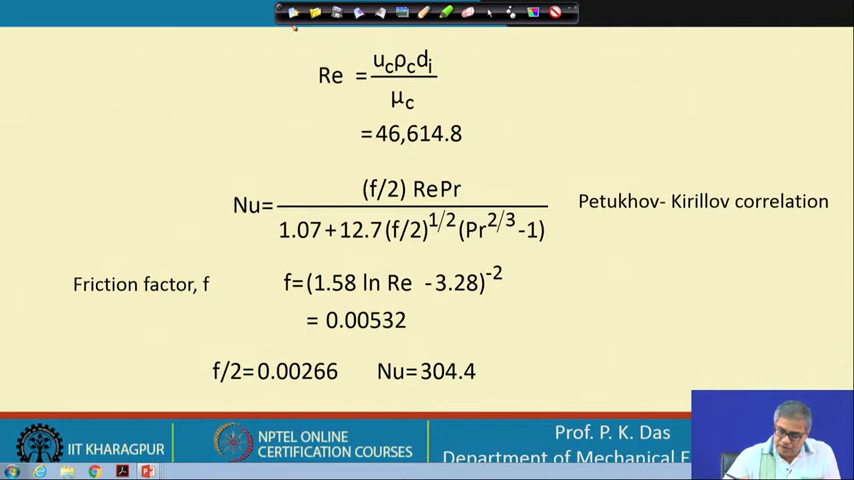 Re = u_cρ_cd_i / μ_c
=46,614.8
Nu= (f/2) RePr / 1.07+12.7(f/2)^1/2(Pr^2/3-1)
Petukhov- Kirillov correlation
Friction factor, f f=(1.58 ln Re -3.28)^-2
= 0.00532
f/2=0.00266 Nu=304.4
IIT KHARAGPUR
NPTEL ONLINE
CERTIFICATION COURSES
Prof. P. K. Das
Department of Mechanical